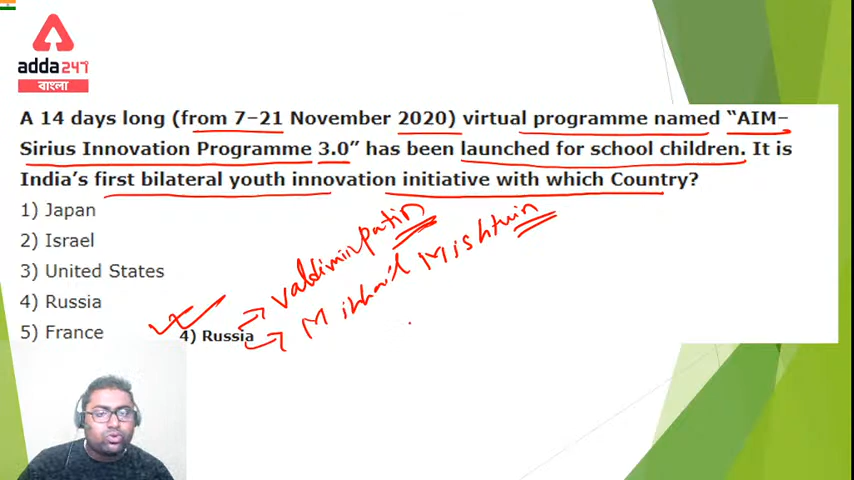 adda247
বাংলা
A 14 days long (from 7–21 November 2020) virtual programme named “AIM–
Sirius Innovation Programme 3.0” has been launched for school children. It is
India’s first bilateral youth innovation initiative with which Country?
1) Japan
2) Israel
3) United States
4) Russia
5) France
4) Russia
→ Valdimir putin
→ Mikhail Mishtuin